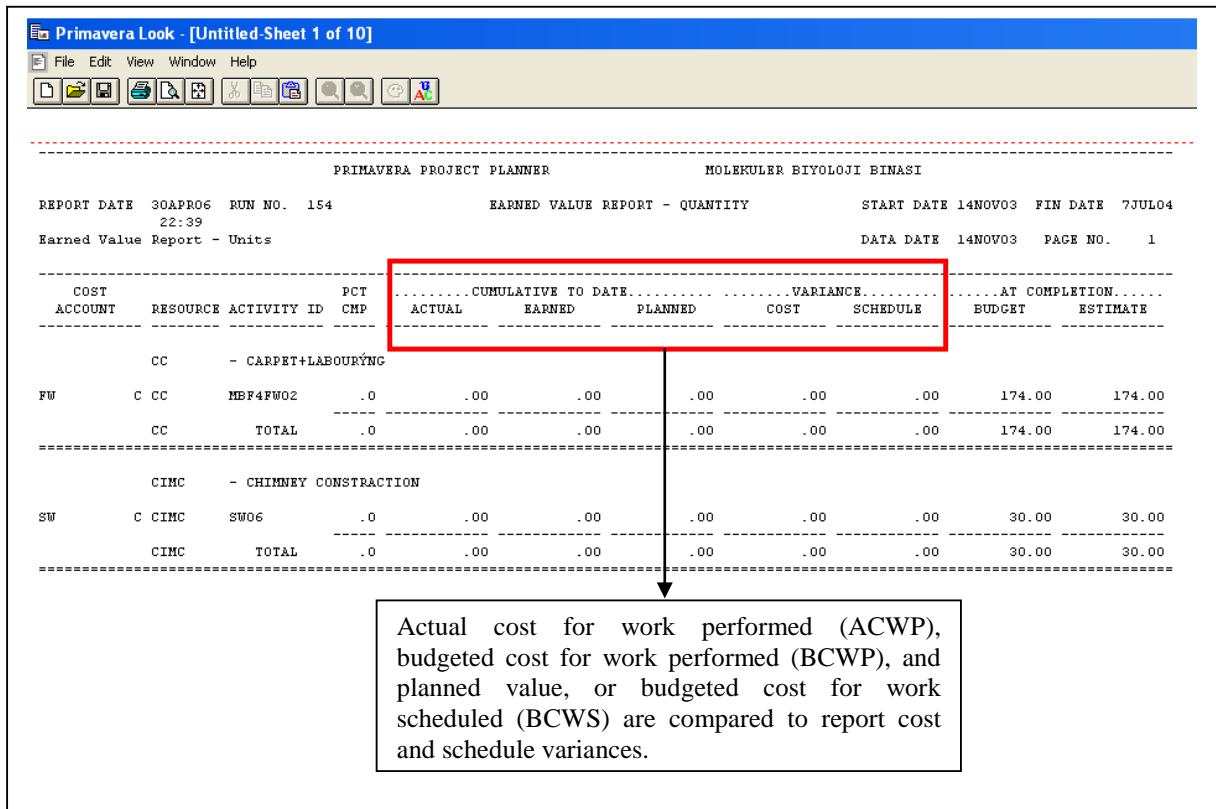 Primavera Look - [Untitled-Sheet 1 of 10]
File Edit View Window Help
PRIMAVERA PROJECT PLANNER MOLEKULER BIYOLOJI BINASI
REPORT DATE 30APR06 RUN NO. 154 EARNED VALUE REPORT - QUANTITY START DATE 14NOV03 FIN DATE 7JUL04
22:39
Earned Value Report - Units DATA DATE 14NOV03 PAGE NO. 1
COST PCT .........CUMULATIVE TO DATE.......... ........VARIANCE......... ......AT COMPLETION......
ACCOUNT RESOURCE ACTIVITY ID CMP ACTUAL EARNED PLANNED COST SCHEDULE BUDGET ESTIMATE
CC - CARPET+LABOURÝNG
FW C CC MBF4FW02 .0 .00 .00 .00 .00 .00 174.00 174.00
CC TOTAL .0 .00 .00 .00 .00 .00 174.00 174.00
CIMC - CHIMNEY CONSTRACTION
SW C CIMC SW06 .0 .00 .00 .00 .00 .00 30.00 30.00
CIMC TOTAL .0 .00 .00 .00 .00 .00 30.00 30.00
Actual cost for work performed (ACWP),
budgeted cost for work performed (BCWP), and
planned value, or budgeted cost for work
scheduled (BCWS) are compared to report cost
and schedule variances.